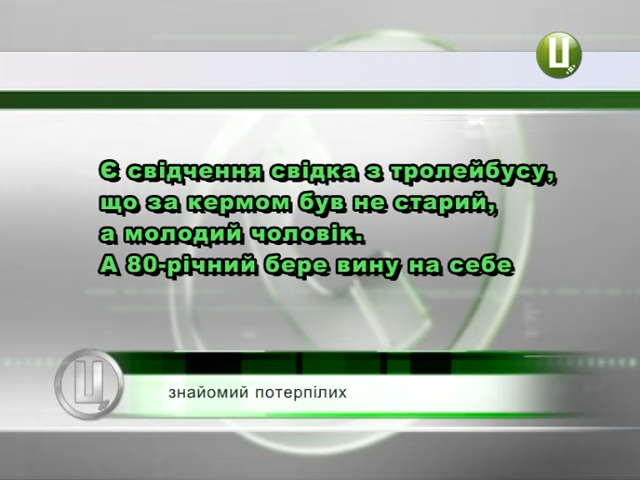 Ц
Є свідчення свідка з тролейбусу,
що за кермом був не старий,
а молодий чоловік.
А 80-річний бере вину на себе
Ц
знайомий потерпілих